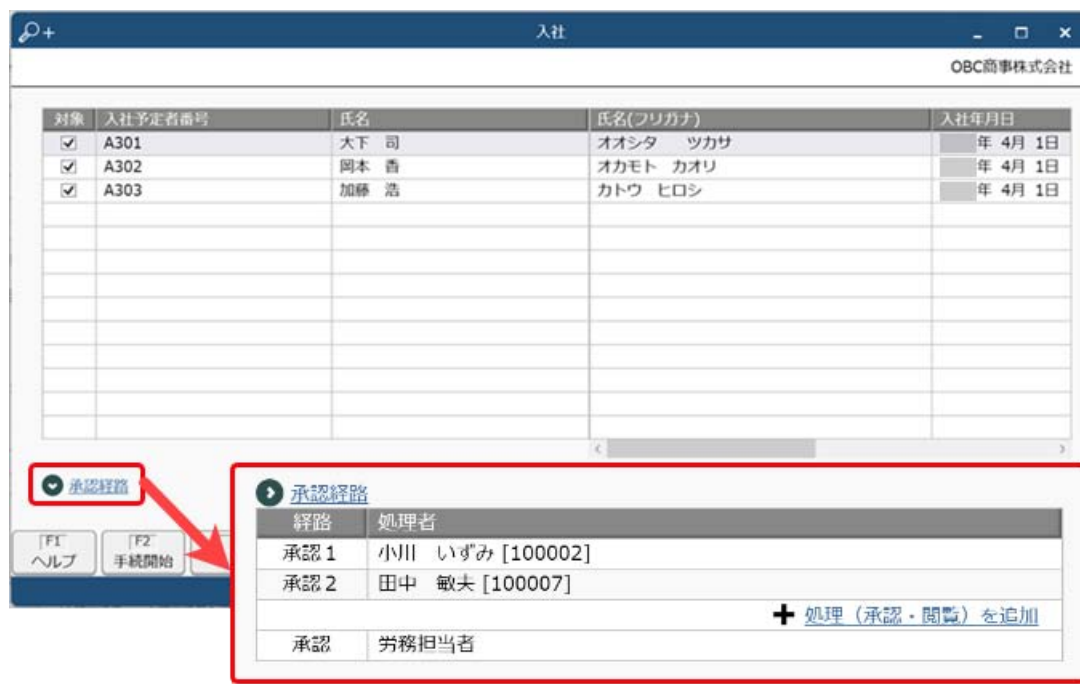 入社
OBC商事株式会社
対象 入社予定者番号 氏名 氏名(フリガナ) 入社年月日
A301 大下 司 オオシタ ツカサ 年 4月 1日
A302 岡本 香 オカモト カオリ 年 4月 1日
A303 加藤 浩 カトウ ヒロシ 年 4月 1日
承認経路
F1 F2
ヘルプ 手続開始
承認経路
経路 処理者
承認1 小川 いずみ [100002]
承認2 田中 敏夫 [100007]
処理（承認・閲覧）を追加
承認 労務担当者